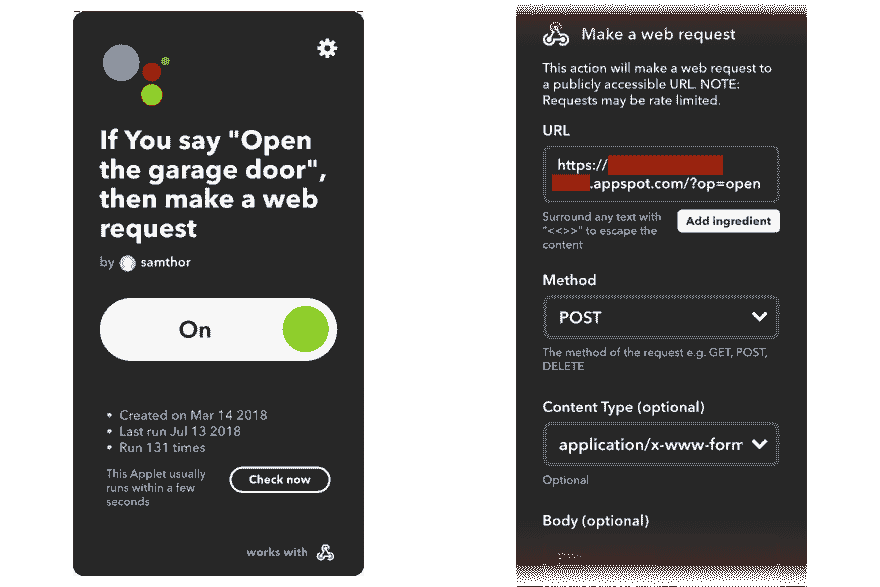 If You say "Open
the garage door",
then make a web
request
by samthor
On
• Created on Mar 14 2018
• Last run Jul 13 2018
• Run 131 times
This Applet usually
runs within a few
seconds
Check now
works with
Make a web request
This action will make a web request to
a publicly accessible URL. NOTE:
Requests may be rate limited.
URL
https://
.appspot.com/?op=open
Surround any text with
"<<>>" to escape the
content
Add ingredient
Method
POST
The method of the request e.g. GET, POST,
DELETE
Content Type (optional)
application/x-www-form
Optional
Body (optional)